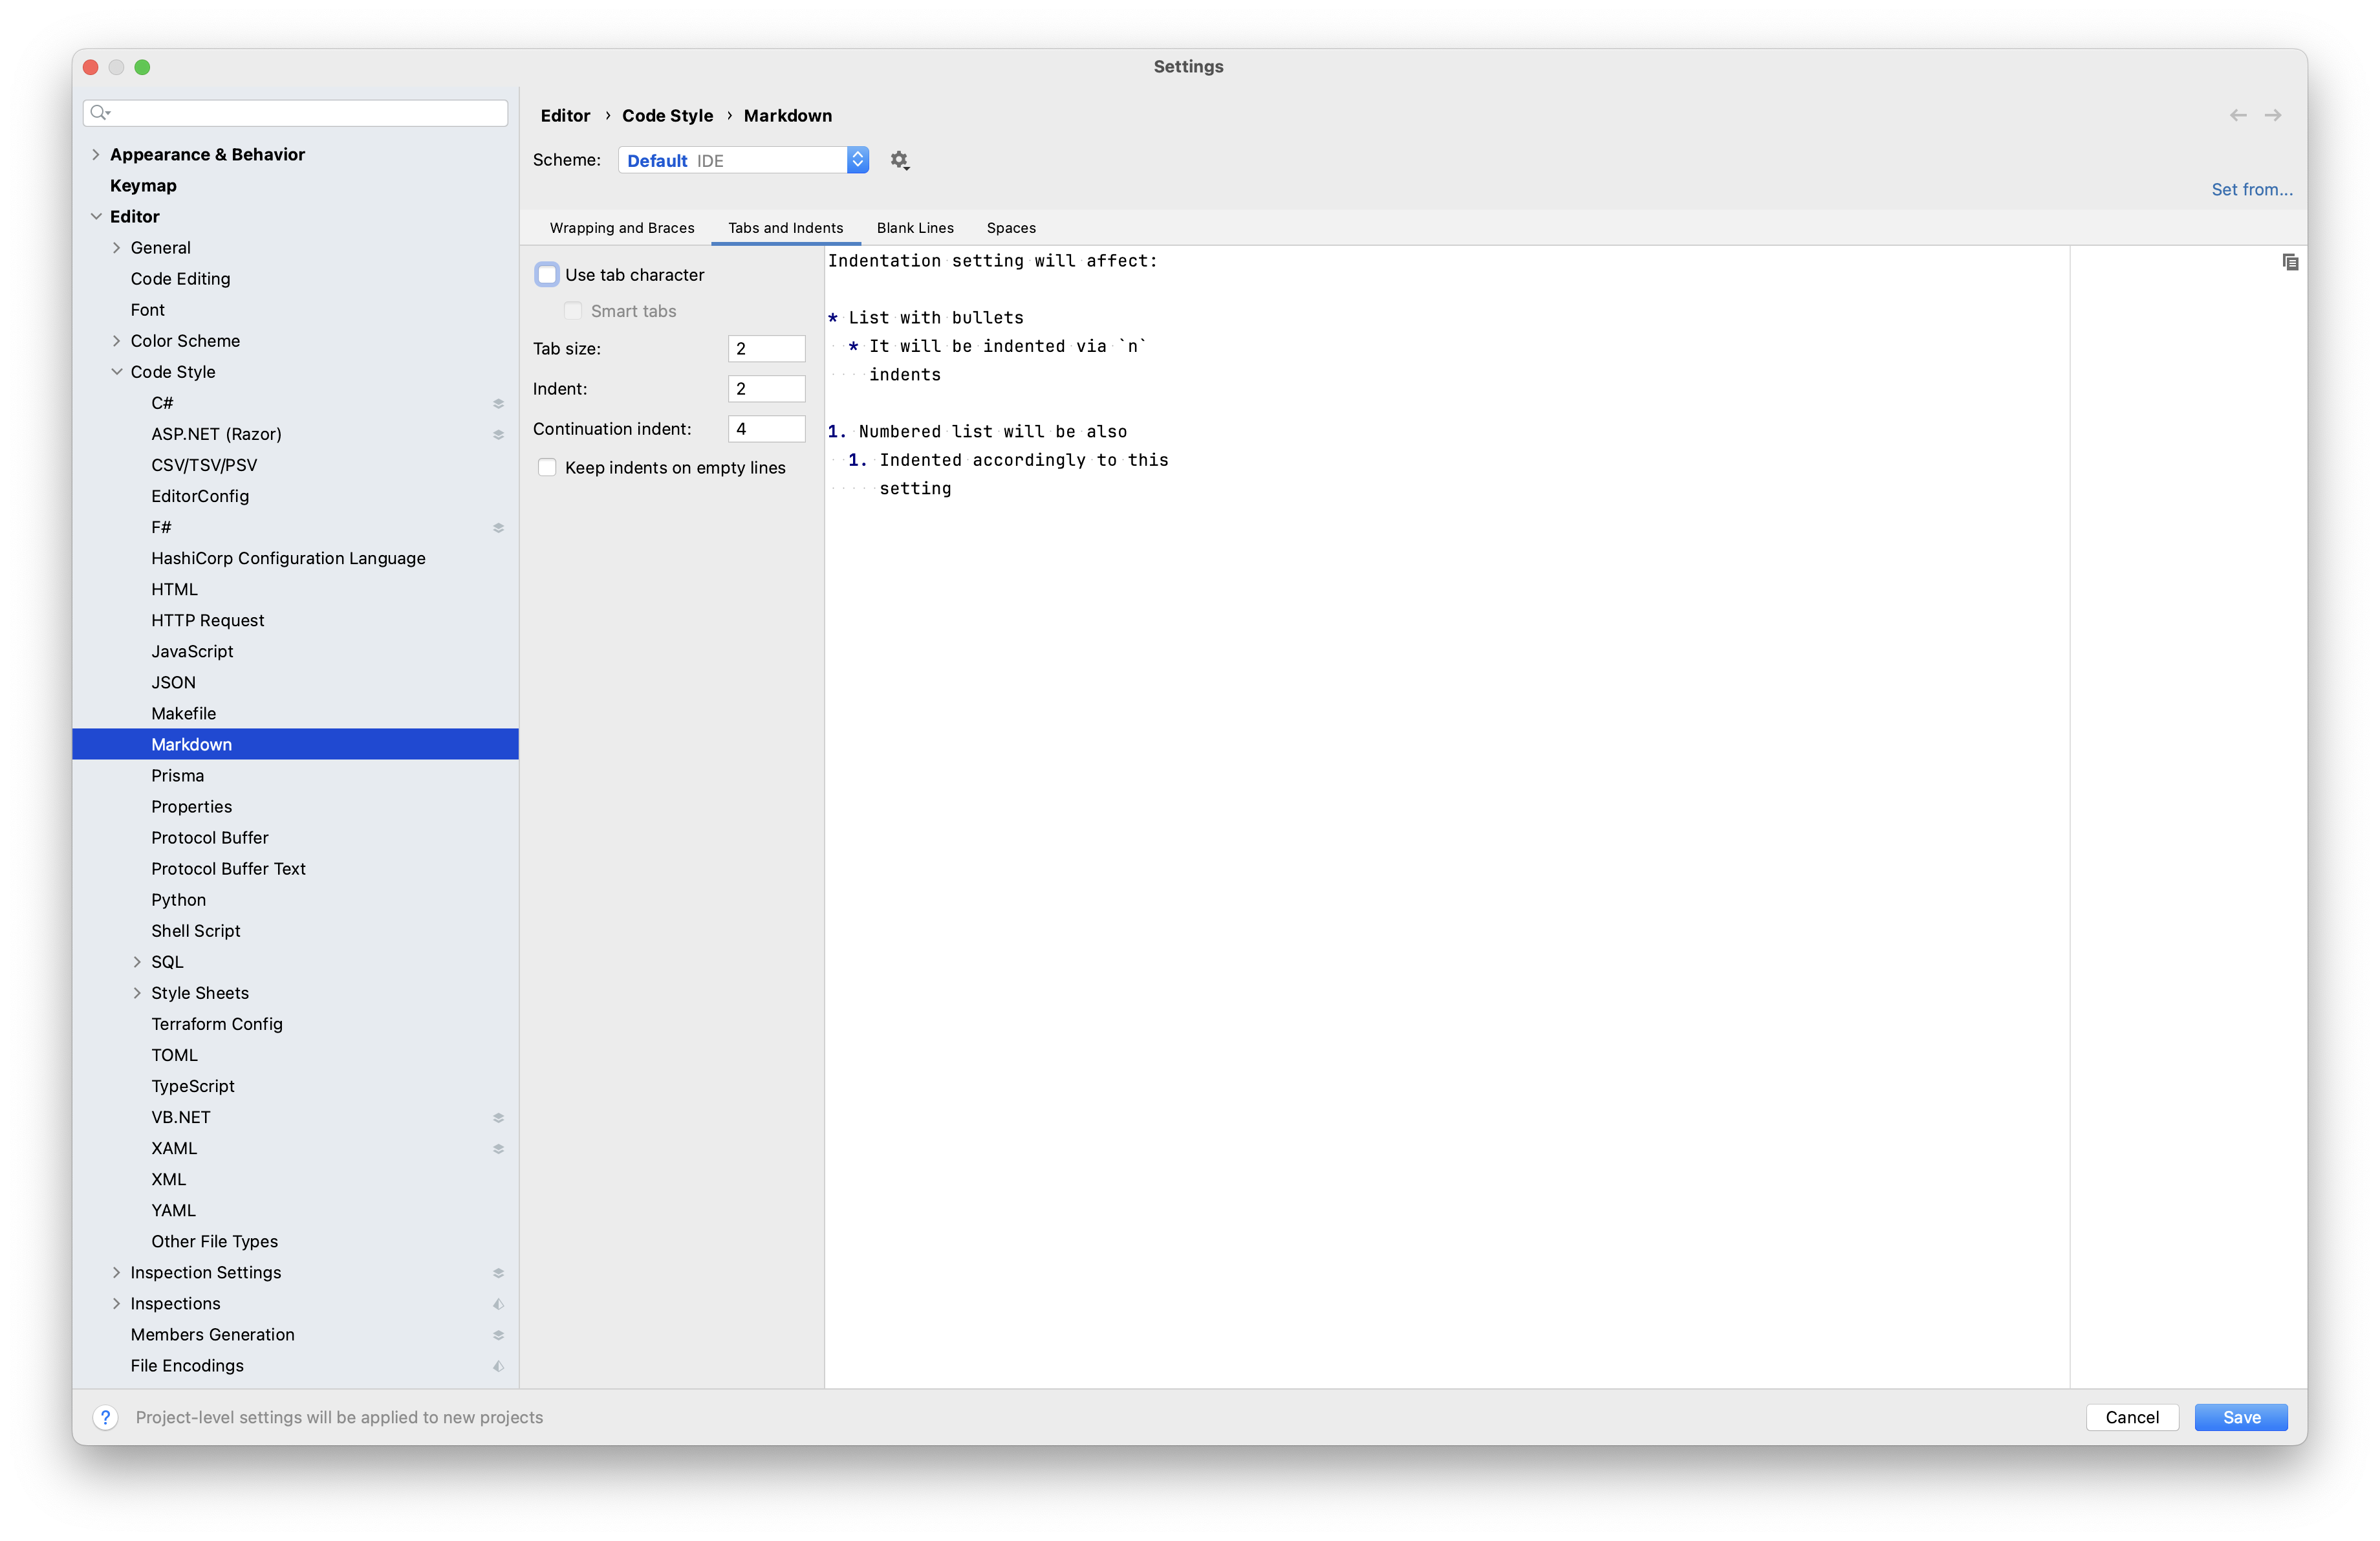 Settings
Appearance & Behavior
Keymap
Editor
General
Code Editing
Font
Color Scheme
Code Style
C#
ASP.NET (Razor)
CSV/TSV/PSV
EditorConfig
F#
HashiCorp Configuration Language
HTML
HTTP Request
JavaScript
JSON
Makefile
Markdown
Prisma
Properties
Protocol Buffer
Protocol Buffer Text
Python
Shell Script
SQL
Style Sheets
Terraform Config
TOML
TypeScript
VB.NET
XAML
XML
YAML
Other File Types
Inspection Settings
Inspections
Members Generation
File Encodings
Editor › Code Style › Markdown
Scheme: Default IDE
Set from...
Wrapping and Braces Tabs and Indents Blank Lines Spaces
Use tab character
Smart tabs
Tab size: 2
Indent: 2
Continuation indent: 4
Keep indents on empty lines
Indentation setting will affect:
* List with bullets
* It will be indented via `n`
indents
1. Numbered list will be also
1. Indented accordingly to this
setting
? Project-level settings will be applied to new projects
Cancel Save